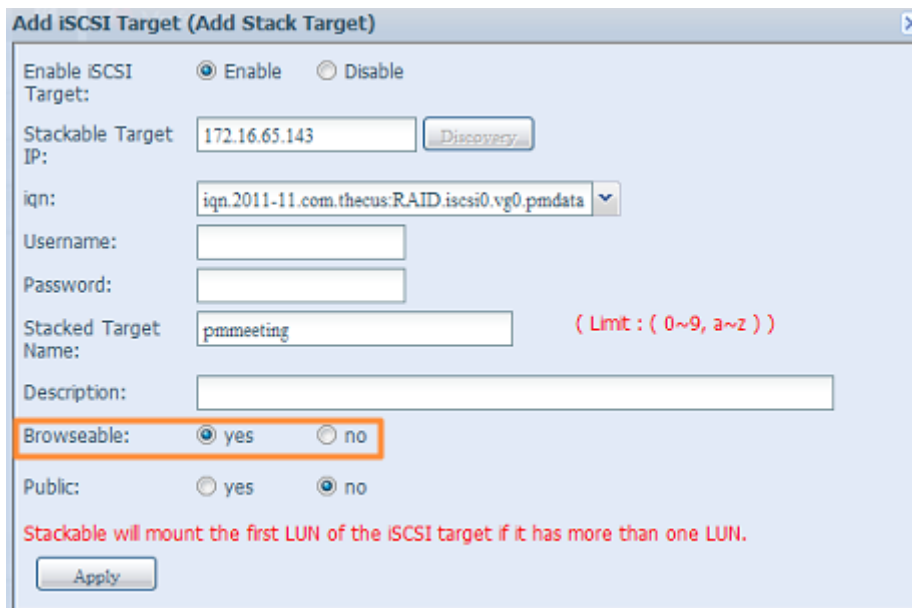 Add iSCSI Target (Add Stack Target)
Enable iSCSI Enable Disable
Target:
Stackable Target 172.16.65.143 Discovery
IP:
iqn: iqn.2011-11.com.thecus:RAID.iscsi0.vg0.pmdata
Username:
Password:
Stacked Target pmmeeting ( Limit : ( 0~9, a~z ) )
Name:
Description:
Browseable: yes no
Public: yes no
Stackable will mount the first LUN of the iSCSI target if it has more than one LUN.
Apply